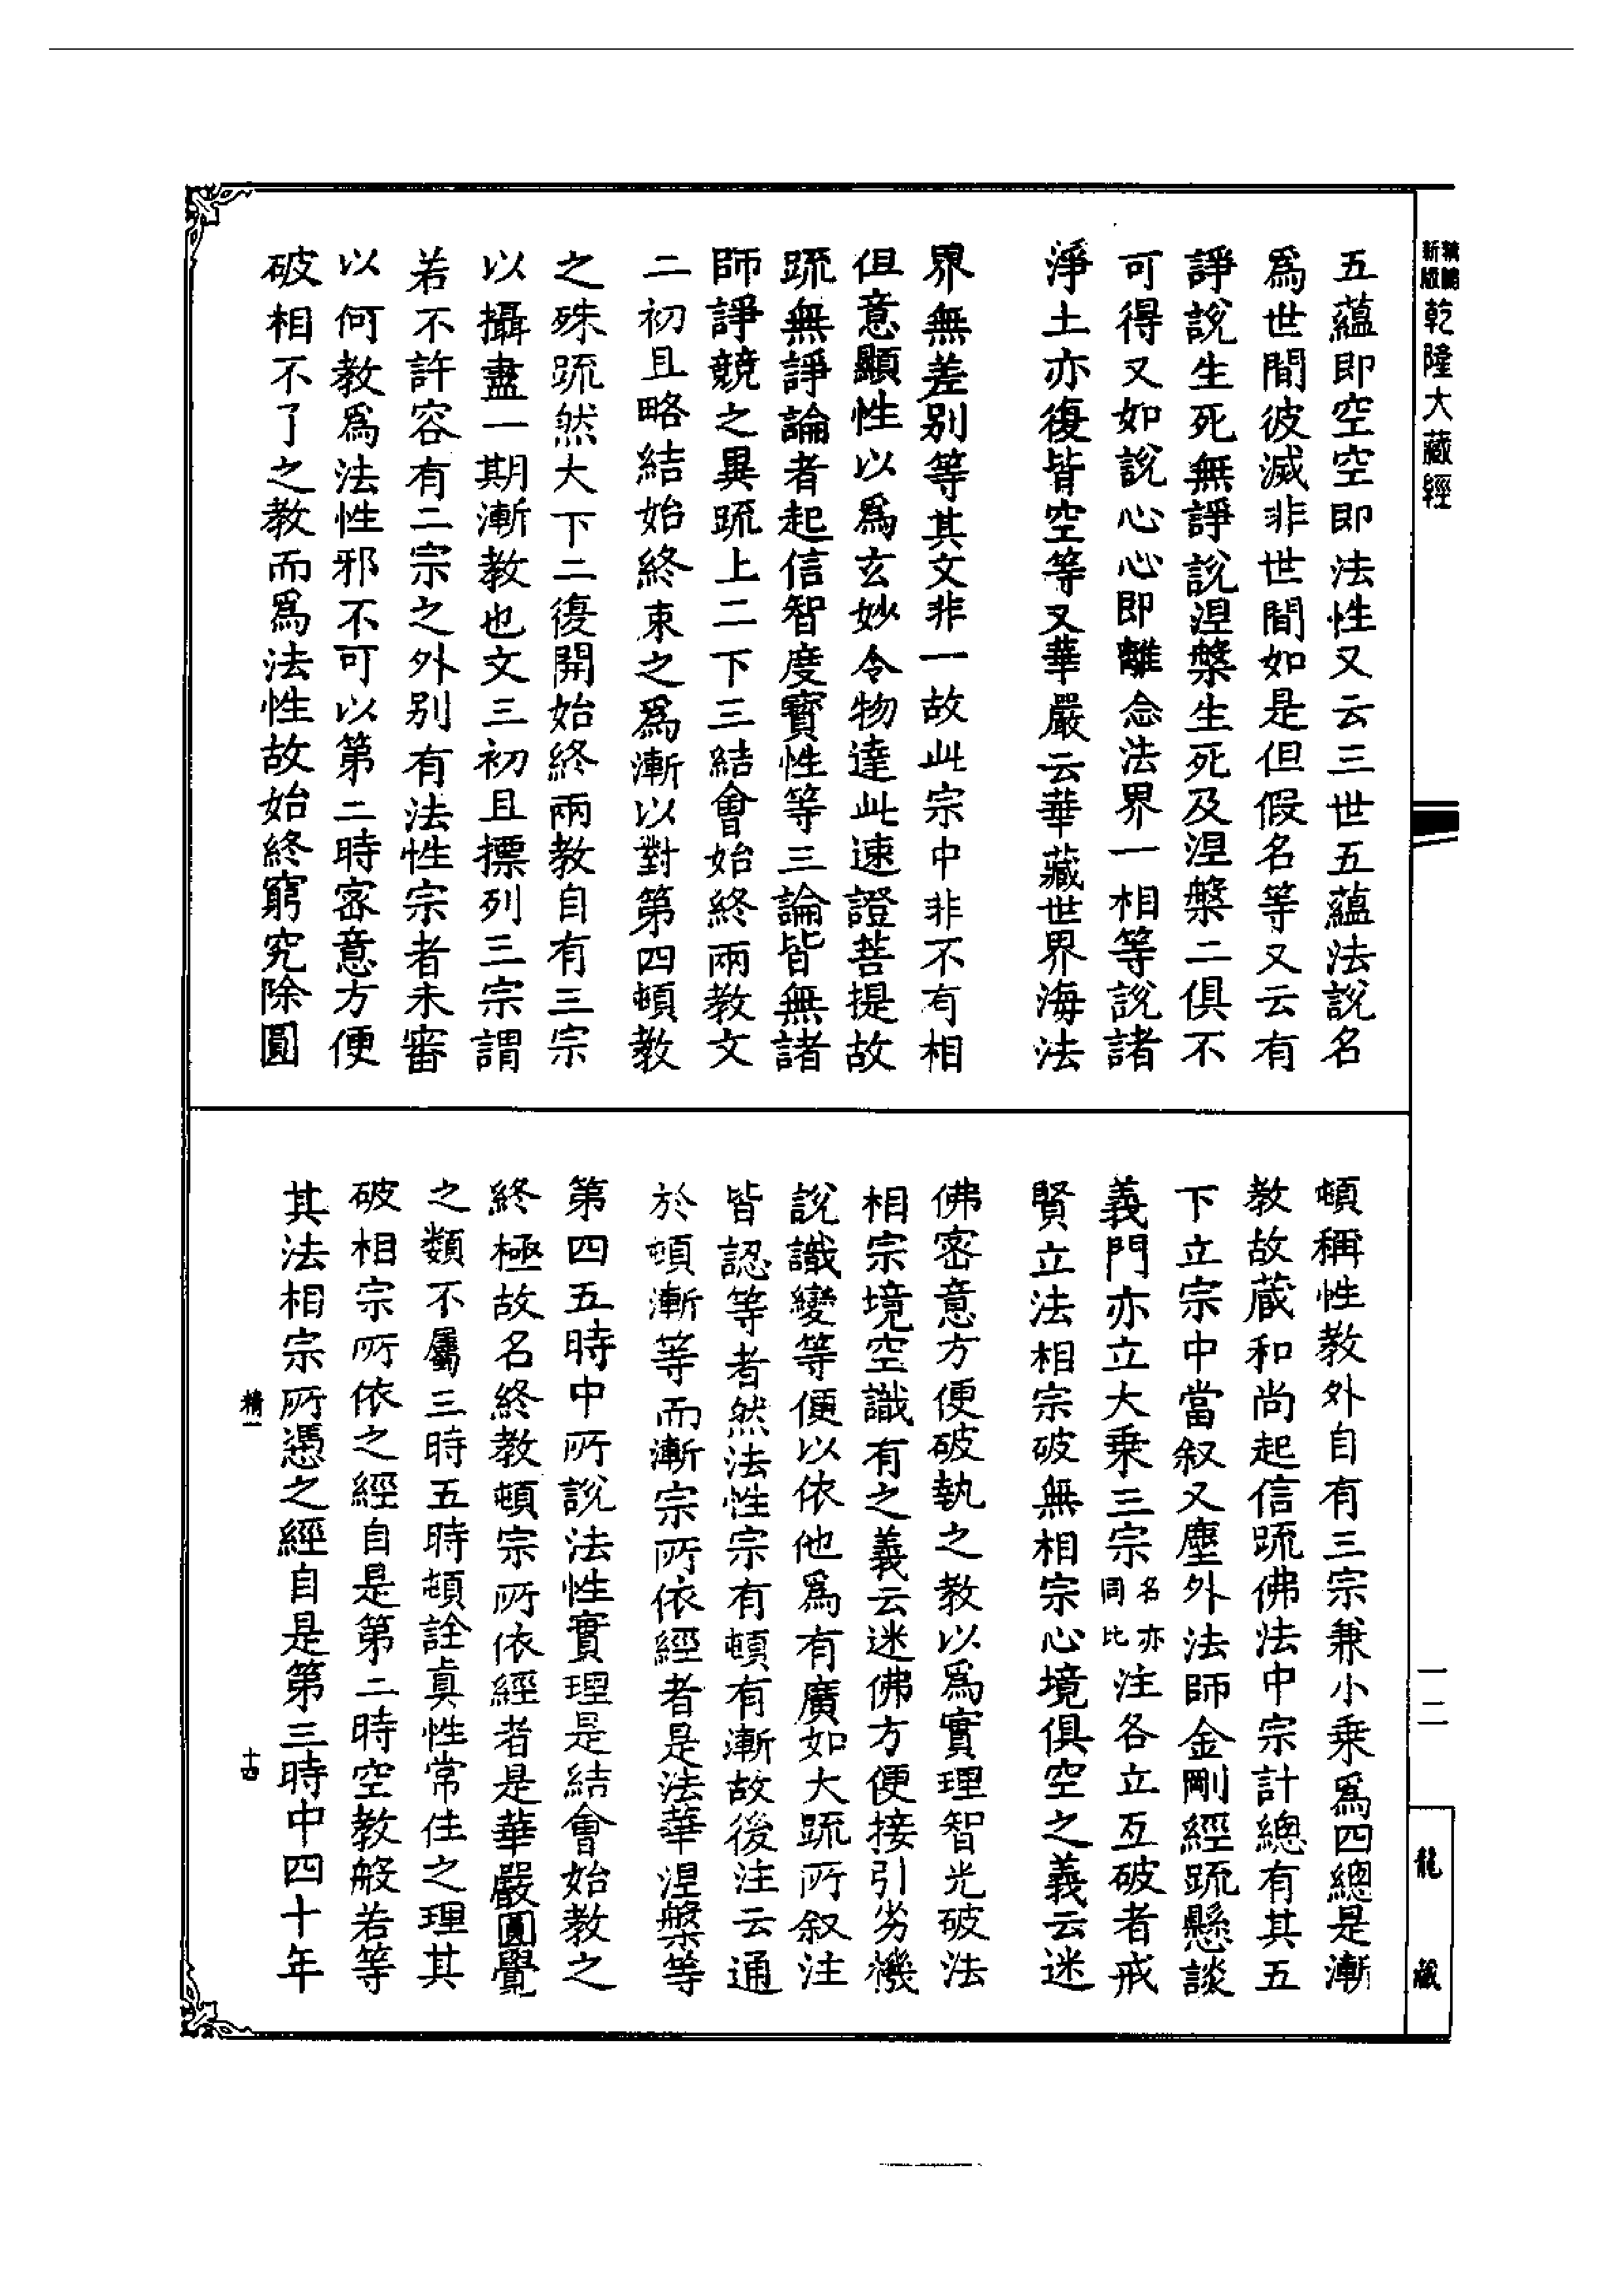 新版
精鏽
乾隆大藏經
五蘊即空空即法性又云三世五蘊法說名
爲世間彼滅非世間如是但假名等又云有
諍說生死無諍說涅槃生死及涅槃二俱不
可得又如說心心即離念法界一相等說諸
淨土亦復皆空等又華嚴云華藏世界海法
界無差别等其文非一故此宗中非不有相
但意顯性以爲玄妙令物達此速證菩提故
䟽無諍論者起信智度寳性等三論皆無諸
師諍競之異䟽上二下三結會始終兩教文
二初且略結始終束之爲漸以對第四頓教
之殊䟽然大下二復開始終兩教自有三宗
以攝盡一期漸教也文三初且摽列三宗謂
若不許容有二宗之外别有法性宗者未審
以何教爲法性邪不可以第二時密意方便
破相不了之教而爲法性故始終窮究除圓
頓稱性教外自有三宗兼小乗爲四總是漸
教故藏和尚起信䟽佛法中宗計總有其五
下立宗中當叙又塵外法師金剛經䟽懸談
義門亦立大乗三宗名亦同比注各立互破者戒
賢立法相宗破無相宗心境俱空之義云迷
佛密意方便破執之教以爲實理智光破法
相宗境空識有之義云迷佛方便接引劣機
說識變等便以依他爲有廣如大䟽所叙注
皆認等者然法性宗有頓有漸故後注云通
於頓漸等而漸宗所依經者是法華涅槃等
第四五時中所說法性實理是結會始教之
終極故名終教頓宗所依經者是華嚴圓覺
之類不屬三時五時頓詮真性常住之理其
破相宗所依之經自是第二時空教般若等
其法相宗所憑之經自是第三時中四十年
精一
十四
一二
龍藏